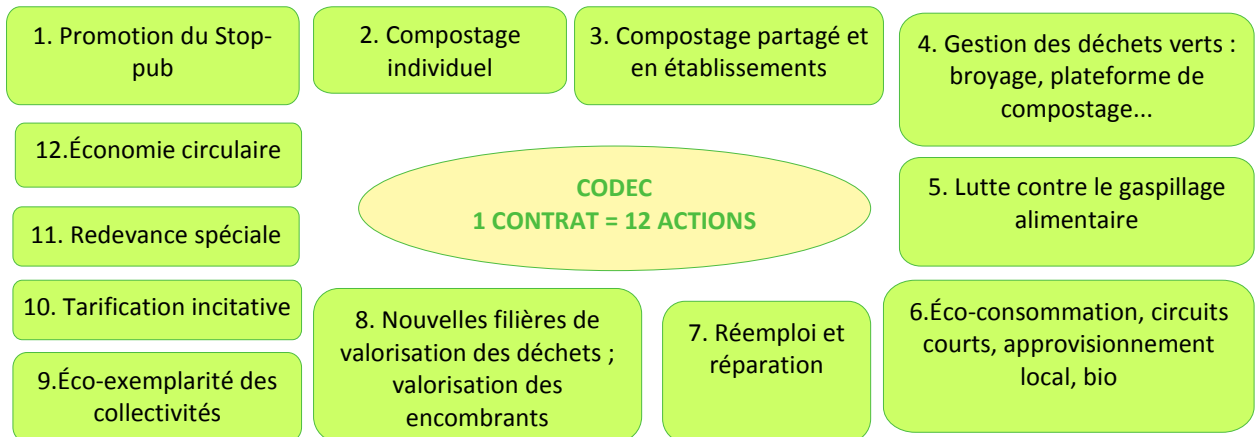 1. Promotion du Stop-
pub
2. Compostage
individuel
3. Compostage partagé et
en établissements
4. Gestion des déchets verts :
broyage, plateforme de
compostage...
12.Économie circulaire
CODEC
1 CONTRAT = 12 ACTIONS
5. Lutte contre le gaspillage
alimentaire
11. Redevance spéciale
10. Tarification incitative
8. Nouvelles filières de
valorisation des déchets ;
valorisation des
encombrants
7. Réemploi et
réparation
6.Éco-consommation, circuits
courts, approvisionnement
local, bio
9.Éco-exemplarité des
collectivités